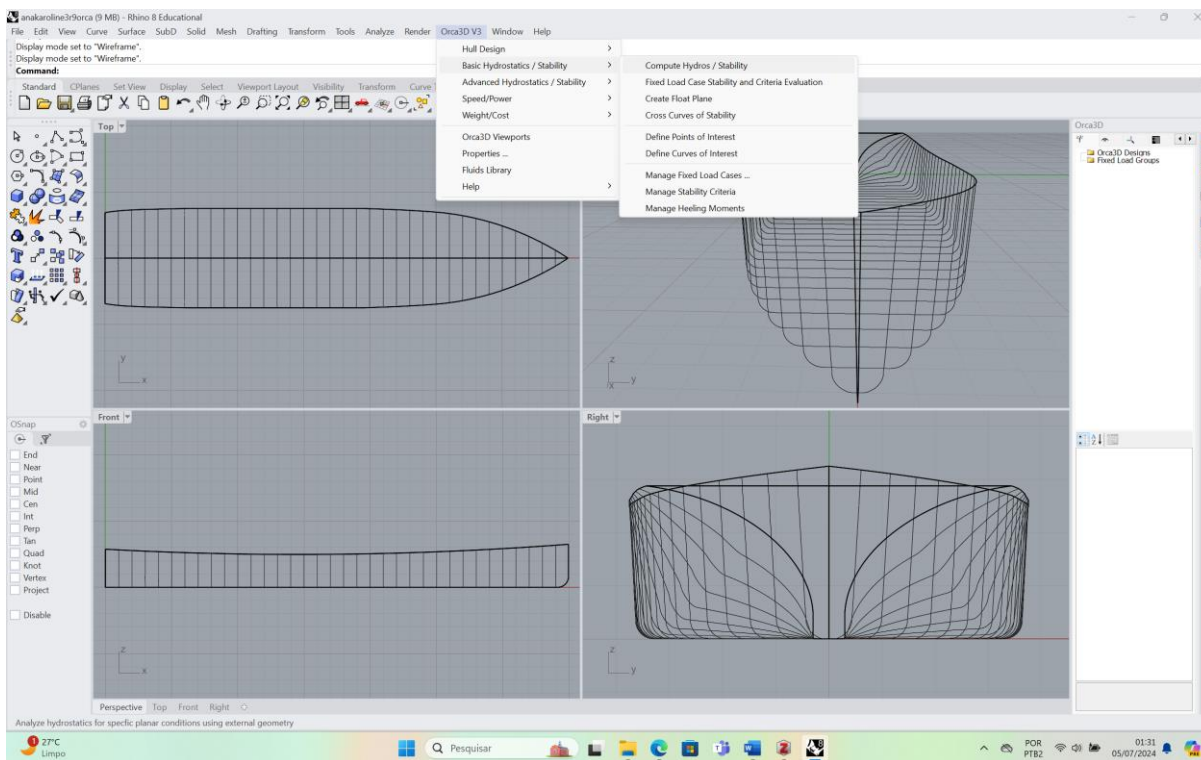 anakaroline3r9orca (9 MB) - Rhino 8 Educational
File Edit View Curve Surface SubD Solid Mesh Drafting Transform Tools Analyze Render Orca3D V3 Window Help
Display mode set to "Wireframe".
Display mode set to "Wireframe".
Command:
Standard CPlanes Set View Display Select Viewport Layout Visibility Transform Curve
Hull Design
Basic Hydrostatics / Stability
Advanced Hydrostatics / Stability
Speed/Power
Weight/Cost
Orca3D Viewports
Properties ...
Fluids Library
Help
Compute Hydros / Stability
Fixed Load Case Stability and Criteria Evaluation
Create Float Plane
Cross Curves of Stability
Define Points of Interest
Define Curves of Interest
Manage Fixed Load Cases ...
Manage Stability Criteria
Manage Heeling Moments
Orca3D
Orca3D Designs
Fixed Load Groups
Top
y
x
z
x
y
Front
z
x
Right
z
y
OSnap
End
Near
Point
Mid
Cen
Int
Perp
Tan
Quad
Knot
Vertex
Project
Disable
Perspective Top Front Right
Analyze hydrostatics for specfic planar conditions using external geometry
1
27°C
Limpo
Pesquisar
POR
PTB2
01:31
05/07/2024